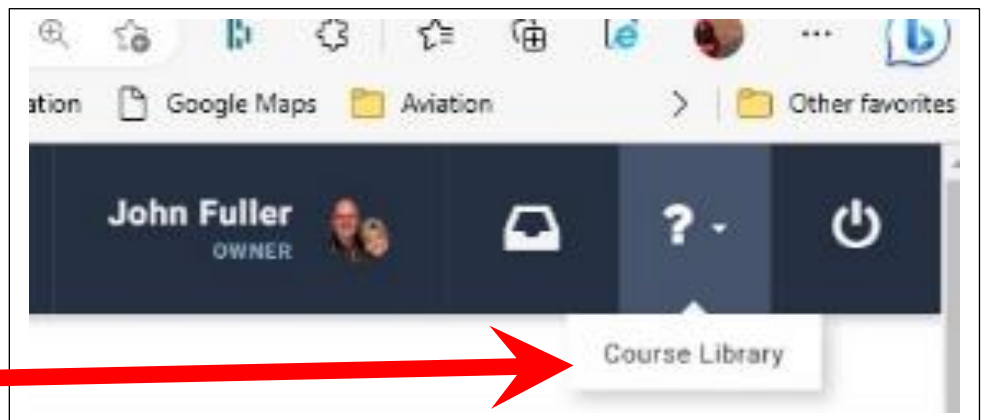 ation Google Maps Aviation > Other favorites
John Fuller
OWNER
? 
Course Library